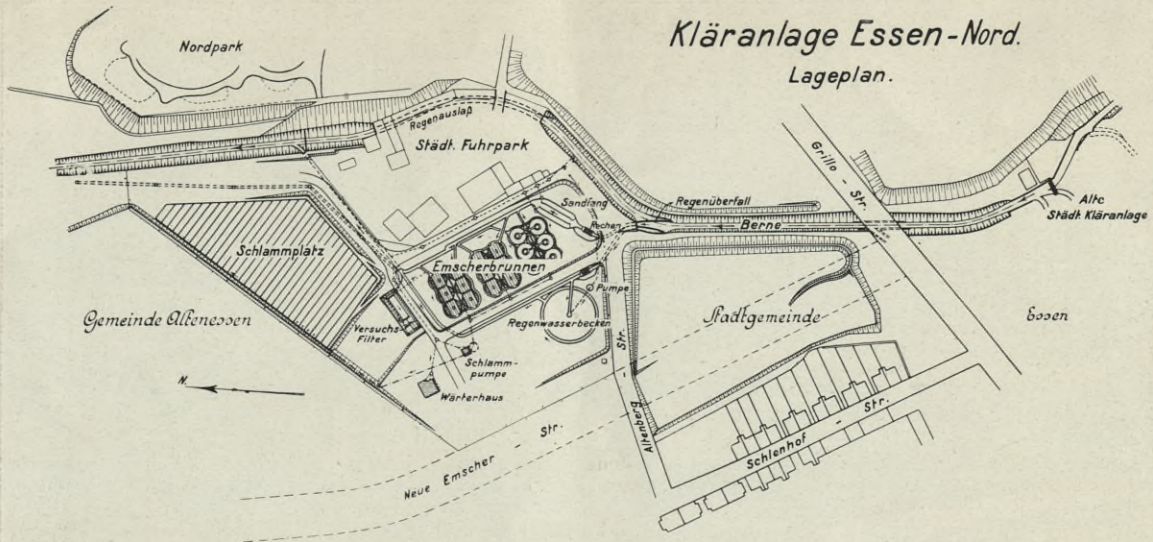 Kläranlage Essen-Nord.
Lageplan.
Nordpark
Regenauslaß
Städt. Fuhrpark
Grillo - Str.
Sandfang
Regenüberfall
Rechen
Berne
Alte
Städt. Kläranlage
Schlammplatz
Emscherbrunnen
Pumpe
Gemeinde Altenessen
Versuchs-
Filter
Regenwasserbecken
Stadtgemeinde
Essen
Schlamm-
pumpe
N.
Wärterhaus
Altenberg - Str.
Neue Emscher - Str.
Schlenhof - Str.